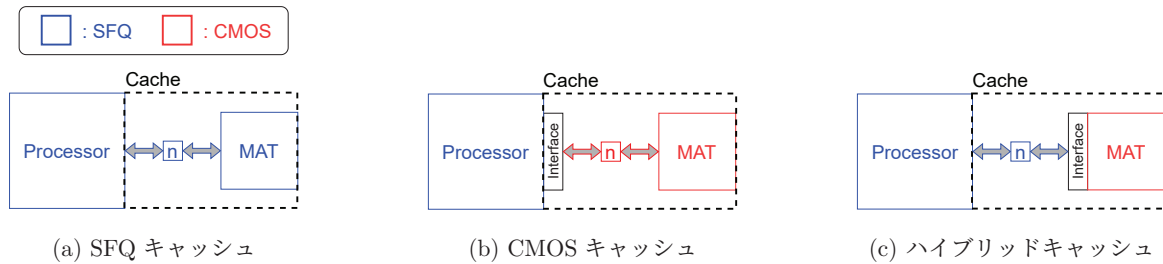 : SFQ : CMOS
Cache
Processor
n
MAT
(a) SFQ キャッシュ
Cache
Processor
Interface
n
MAT
(b) CMOS キャッシュ
Cache
Processor
n
Interface
MAT
(c) ハイブリッドキャッシュ